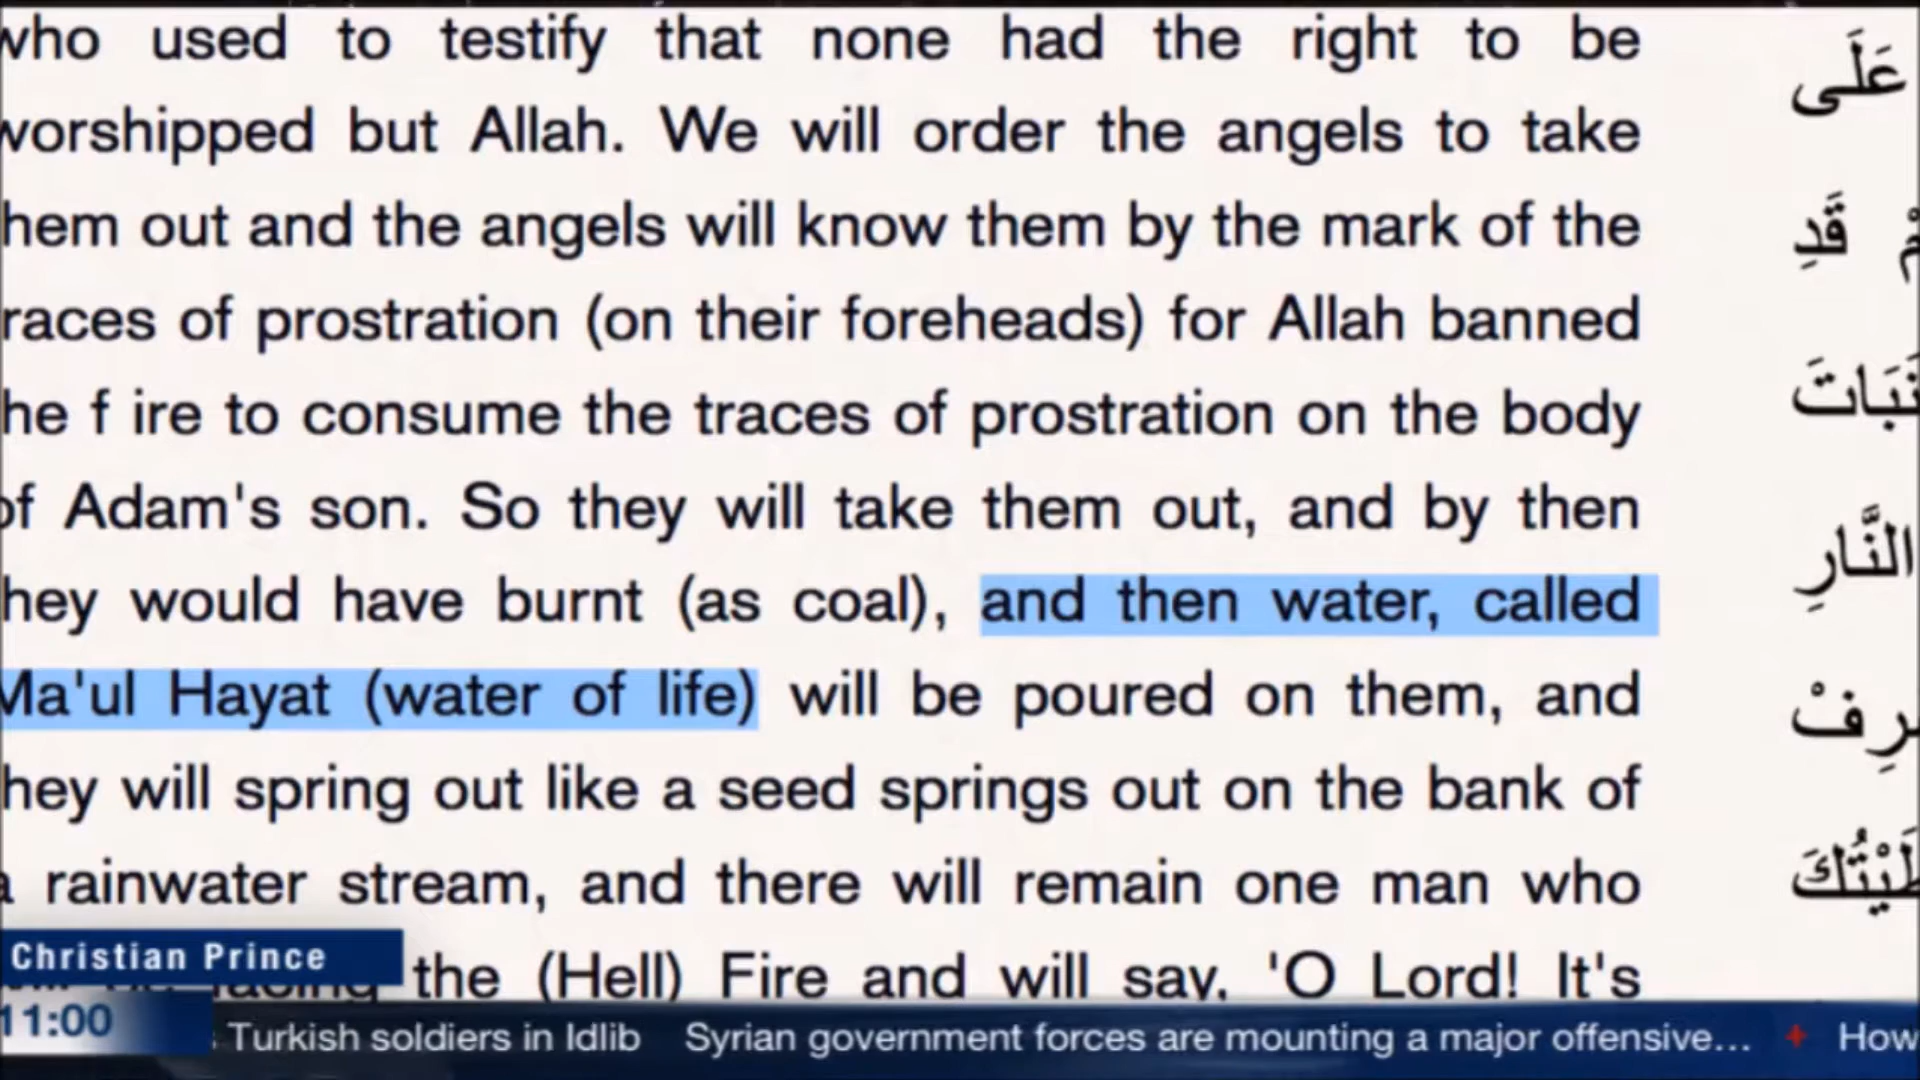 who used to testify that none had the right to be
worshipped but Allah. We will order the angels to take
hem out and the angels will know them by the mark of the
races of prostration (on their foreheads) for Allah banned
he f ire to consume the traces of prostration on the body
of Adam's son. So they will take them out, and by then
hey would have burnt (as coal), and then water, called
Ma'ul Hayat (water of life) will be poured on them, and
hey will spring out like a seed springs out on the bank of
a rainwater stream, and there will remain one man who
the (Hell) Fire and will say, 'O Lord! It's
عَلَى
قَدِ
النَّارِ
Christian Prince
11:00
Turkish soldiers in Idlib Syrian government forces are mounting a major offensive... How